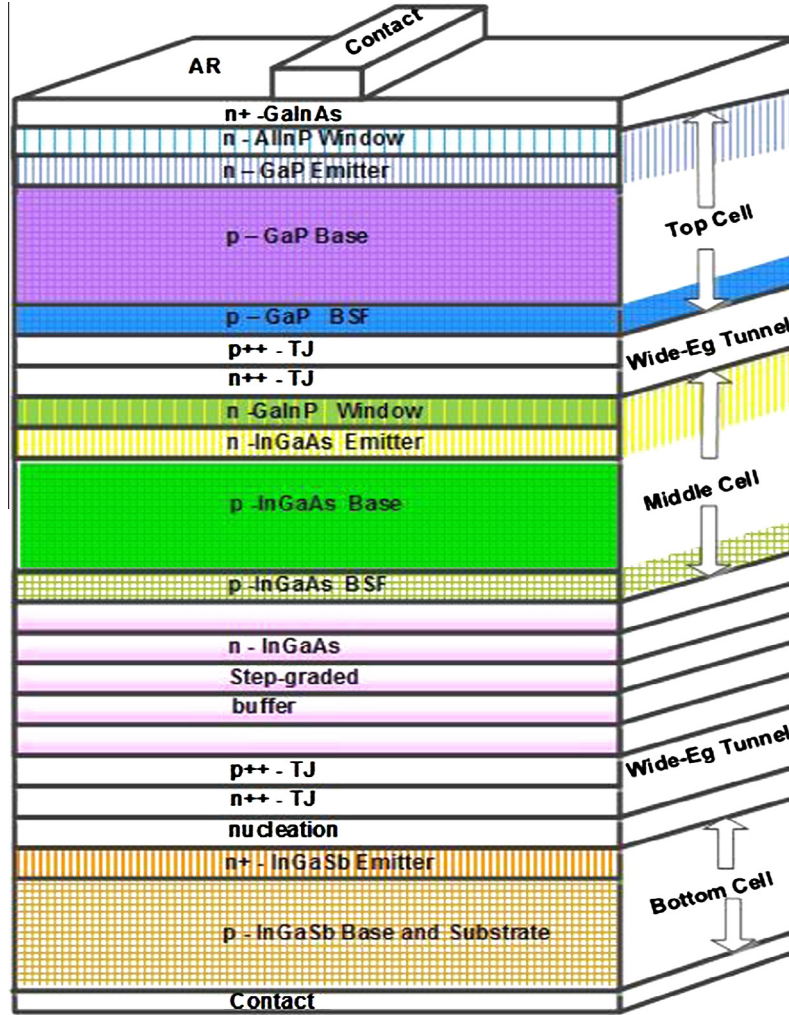 Contact
AR
n+ -GaInAs
n - AlInP Window
n – GaP Emitter
p – GaP Base
Top Cell
p – GaP BSF
p++ - TJ
Wide-Eg Tunnel
n++ - TJ
n -GaInP Window
n -InGaAs Emitter
p -InGaAs Base
Middle Cell
p -InGaAs BSF
n - InGaAs
Step-graded
buffer
p++ - TJ
Wide-Eg Tunnel
n++ - TJ
nucleation
n+ - InGaSb Emitter
Bottom Cell
p - InGaSb Base and Substrate
Contact